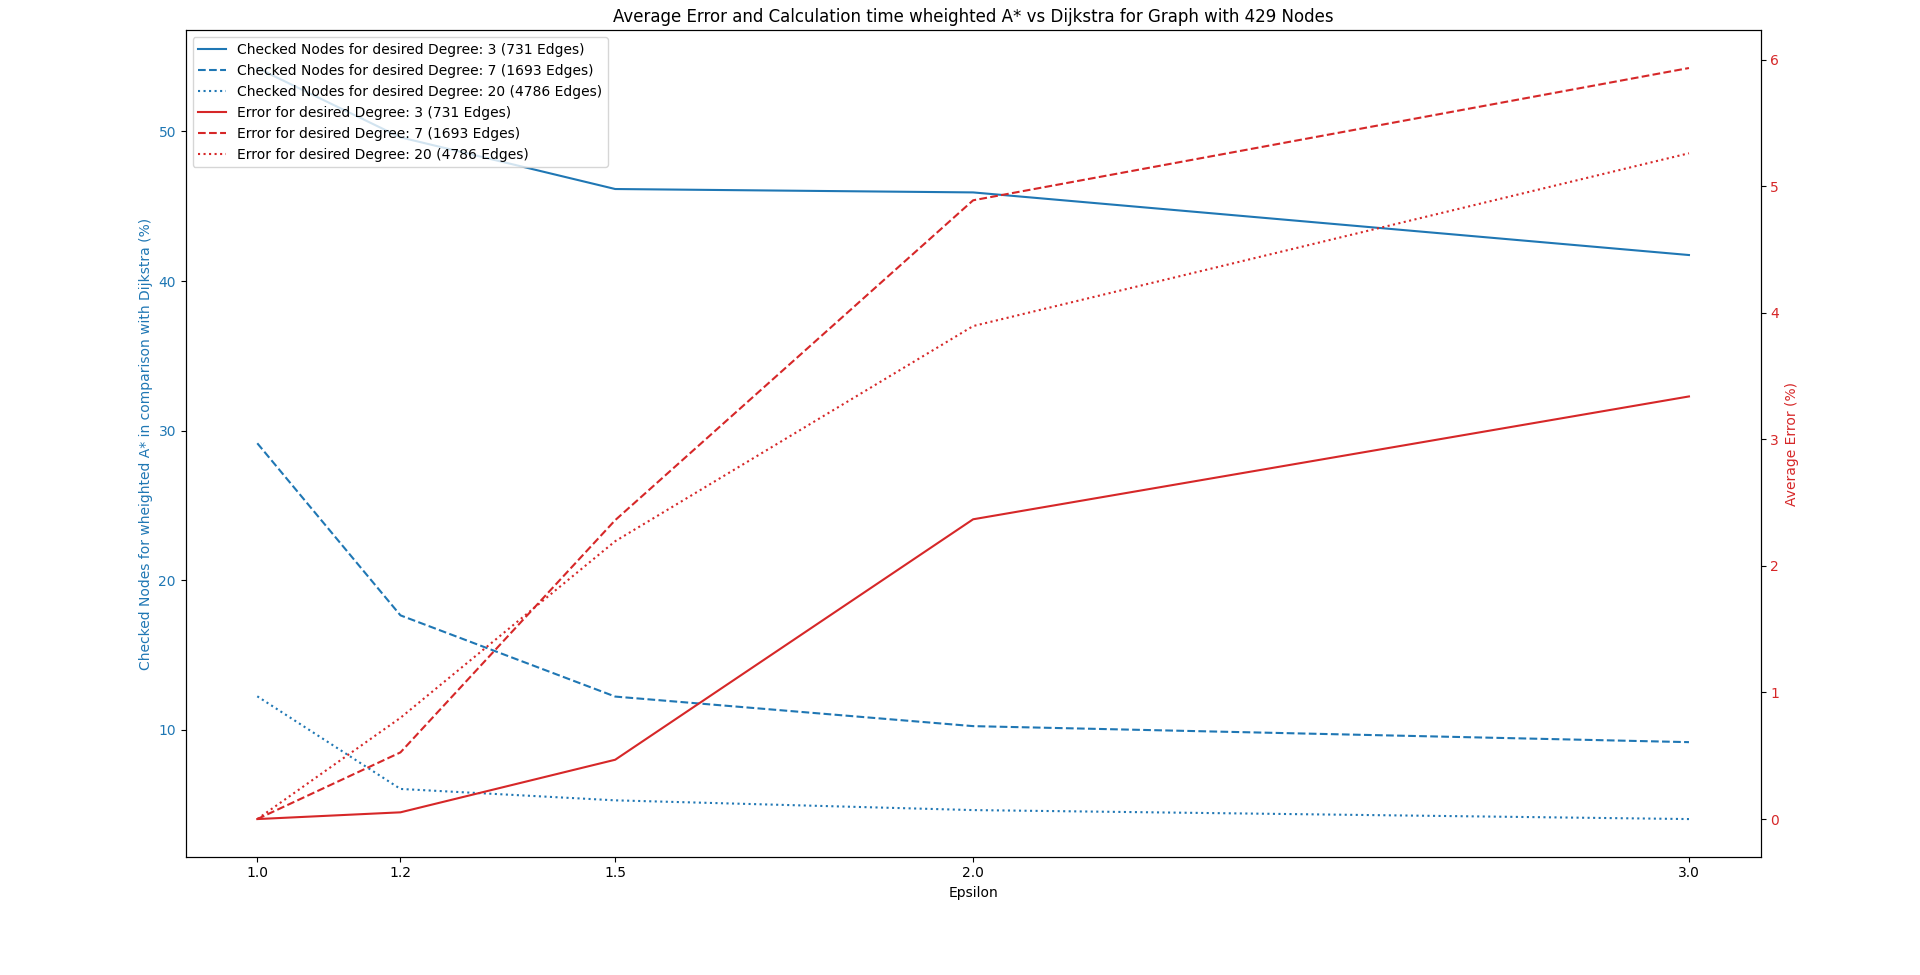 Average Error and Calculation time wheighted A* vs Dijkstra for Graph with 429 Nodes
Checked Nodes for desired Degree: 3 (731 Edges)
Checked Nodes for desired Degree: 7 (1693 Edges)
Checked Nodes for desired Degree: 20 (4786 Edges)
Error for desired Degree: 3 (731 Edges)
Error for desired Degree: 7 (1693 Edges)
Error for desired Degree: 20 (4786 Edges)
Checked Nodes for wheighted A* in comparison with Dijkstra (%)
50
40
30
20
10
6
5
4
3
2
1
0
Average Error (%)
1.0
1.2
1.5
2.0
3.0
Epsilon